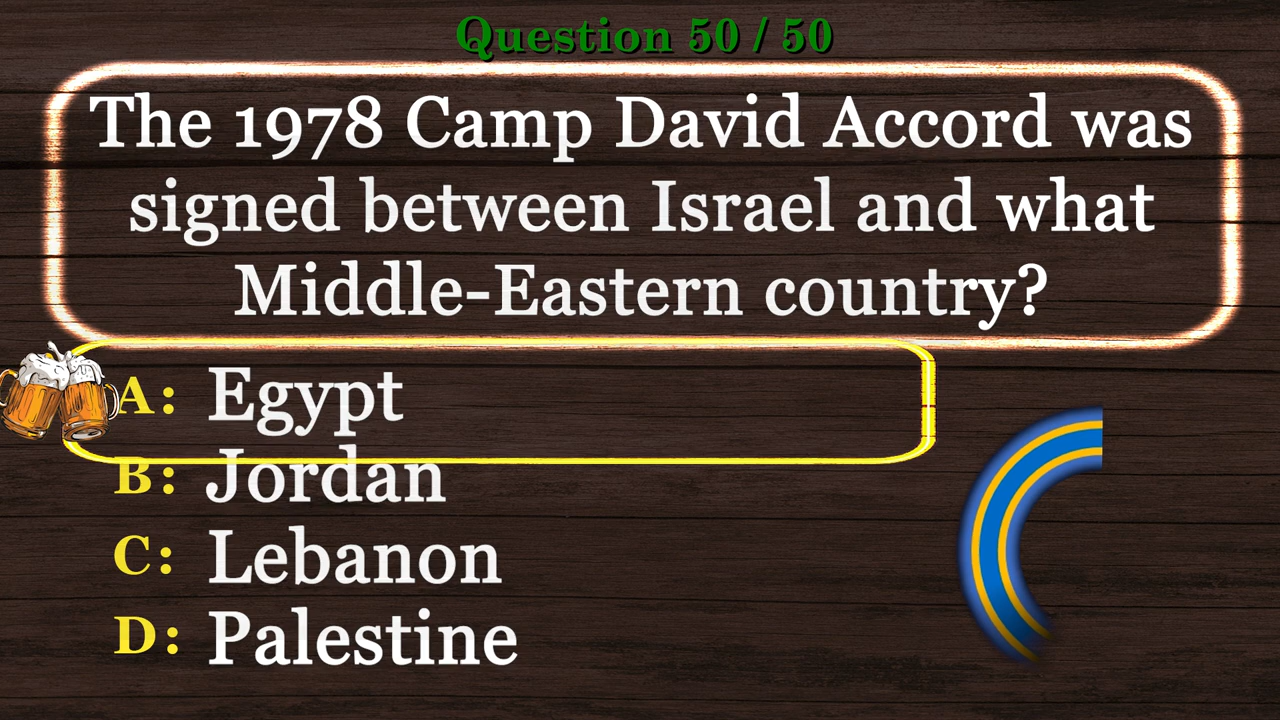 Question 50 / 50
The 1978 Camp David Accord was
signed between Israel and what
Middle-Eastern country?
A: Egypt
B: Jordan
C: Lebanon
D: Palestine